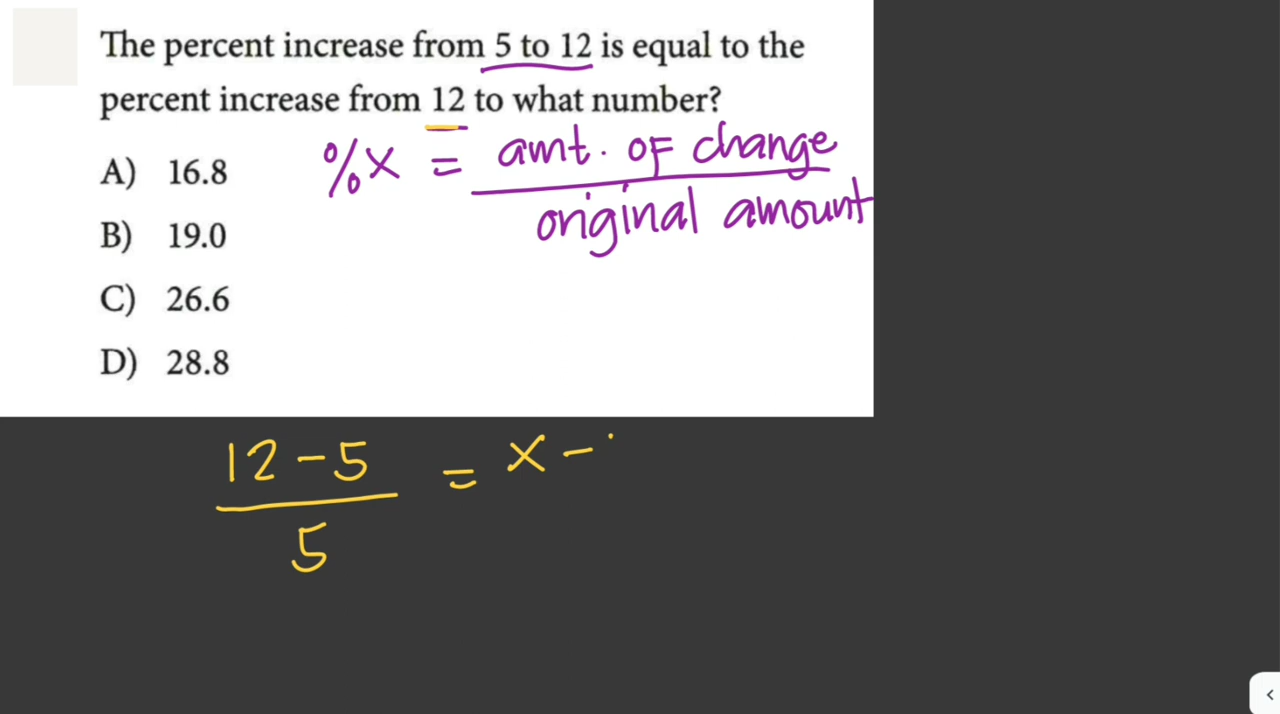 The percent increase from 5 to 12 is equal to the
percent increase from 12 to what number?
%x = amt. of change
original amount
A) 16.8
B) 19.0
C) 26.6
D) 28.8
12 - 5 = x -
5